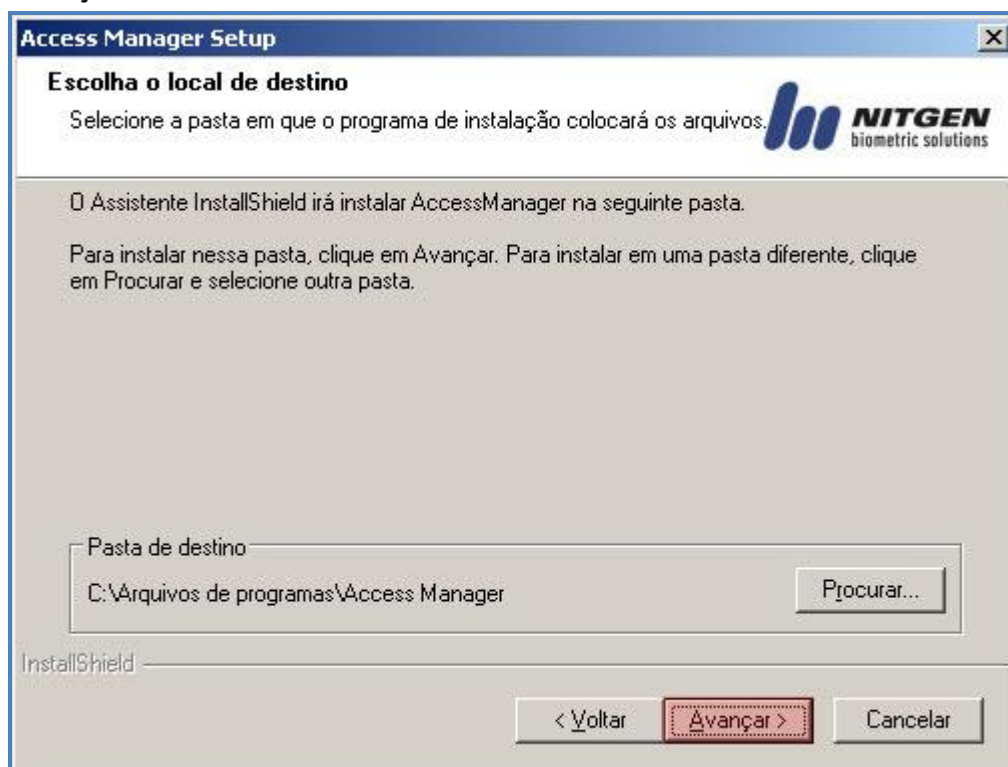 Access Manager Setup
Escolha o local de destino
Selecione a pasta em que o programa de instalação colocará os arquivos.
NITGEN
biometric solutions
O Assistente InstallShield irá instalar AccessManager na seguinte pasta.
Para instalar nessa pasta, clique em Avançar. Para instalar em uma pasta diferente, clique
em Procurar e selecione outra pasta.
Pasta de destino
C:\Arquivos de programas\Access Manager
Procurar...
InstallShield
< Voltar
Avançar >
Cancelar